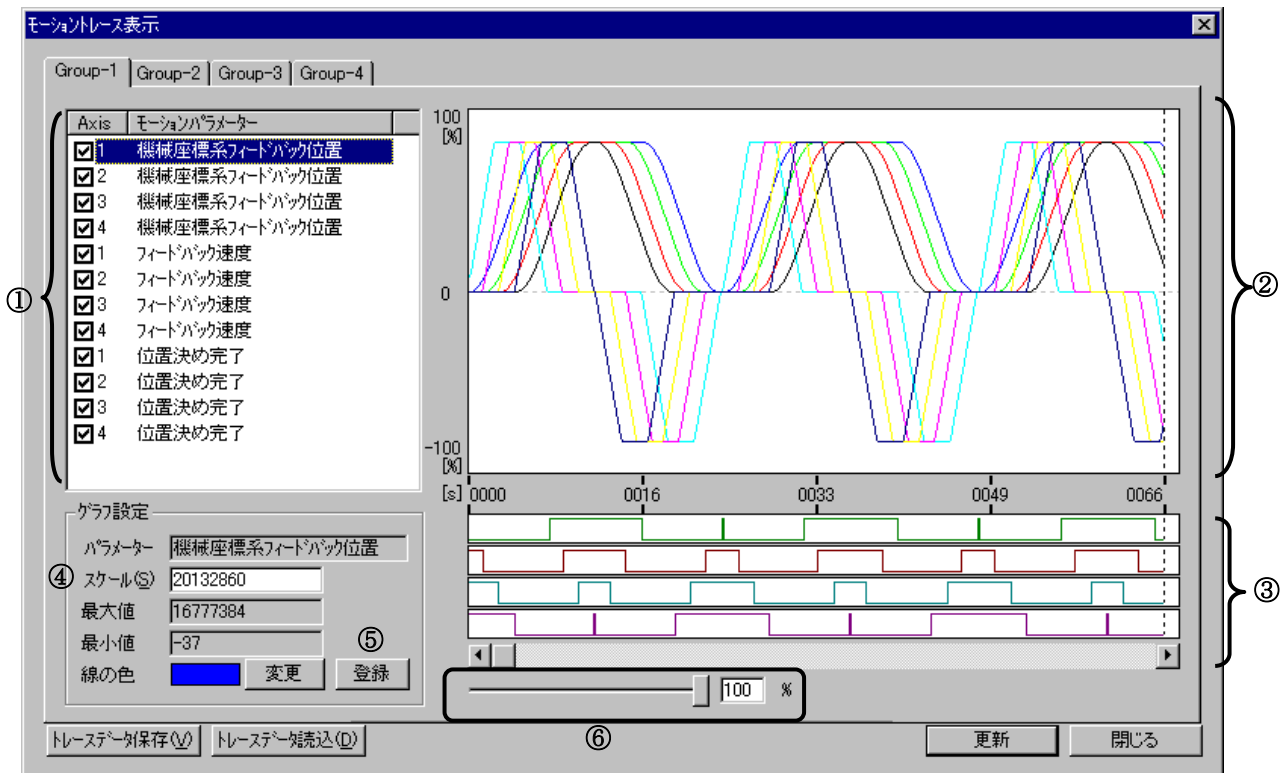 モーショントレース表示
Group-1 Group-2 Group-3 Group-4
Axis モーションパラメーター
1 機械座標系フィードバック位置
2 機械座標系フィードバック位置
3 機械座標系フィードバック位置
4 機械座標系フィードバック位置
1 フィードバック速度
2 フィードバック速度
3 フィードバック速度
4 フィードバック速度
1 位置決め完了
2 位置決め完了
3 位置決め完了
4 位置決め完了
①
100
[%]
0
-100
[%]
②
[s] 0000 0016 0033 0049 0066
③
グラフ設定
パラメーター 機械座標系フィードバック位置
④ スケール(S) 20132860
最大値 16777384
最小値 -37
⑤
線の色 変更 登録
100 %
⑥
トレースデータ保存(V) トレースデータ読込(D) 更新 閉じる